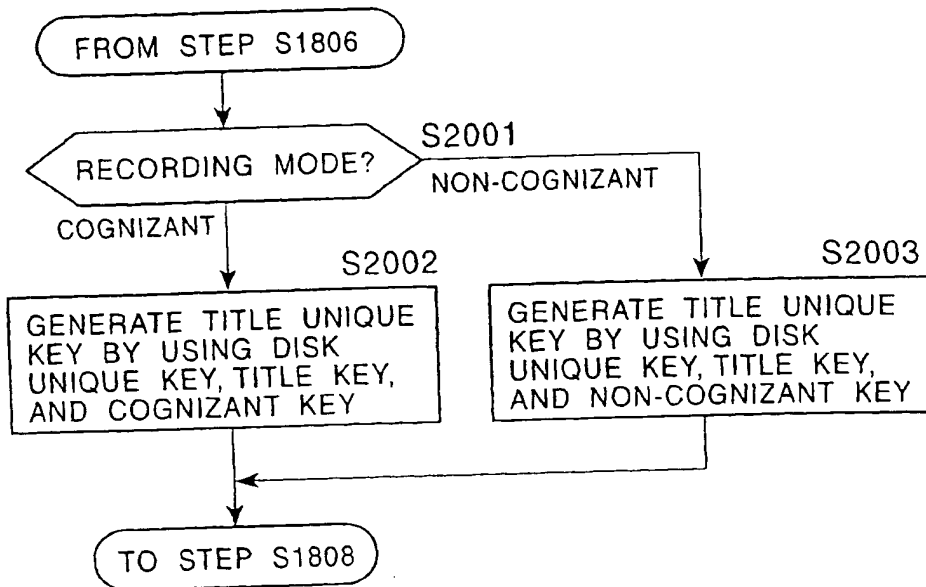 FROM STEP S1806
RECORDING MODE?
S2001
NON-COGNIZANT
COGNIZANT
S2002
GENERATE TITLE UNIQUE
KEY BY USING DISK
UNIQUE KEY, TITLE KEY,
AND COGNIZANT KEY
S2003
GENERATE TITLE UNIQUE
KEY BY USING DISK
UNIQUE KEY, TITLE KEY,
AND NON-COGNIZANT KEY
TO STEP S1808